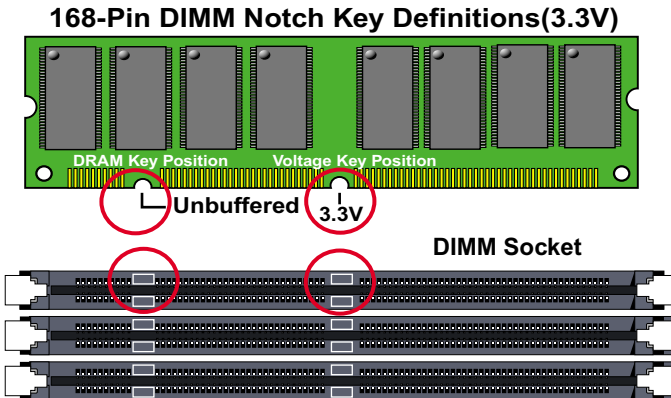 168-Pin DIMM Notch Key Definitions(3.3V)
DRAM Key Position
Voltage Key Position
Unbuffered
3.3V
DIMM Socket